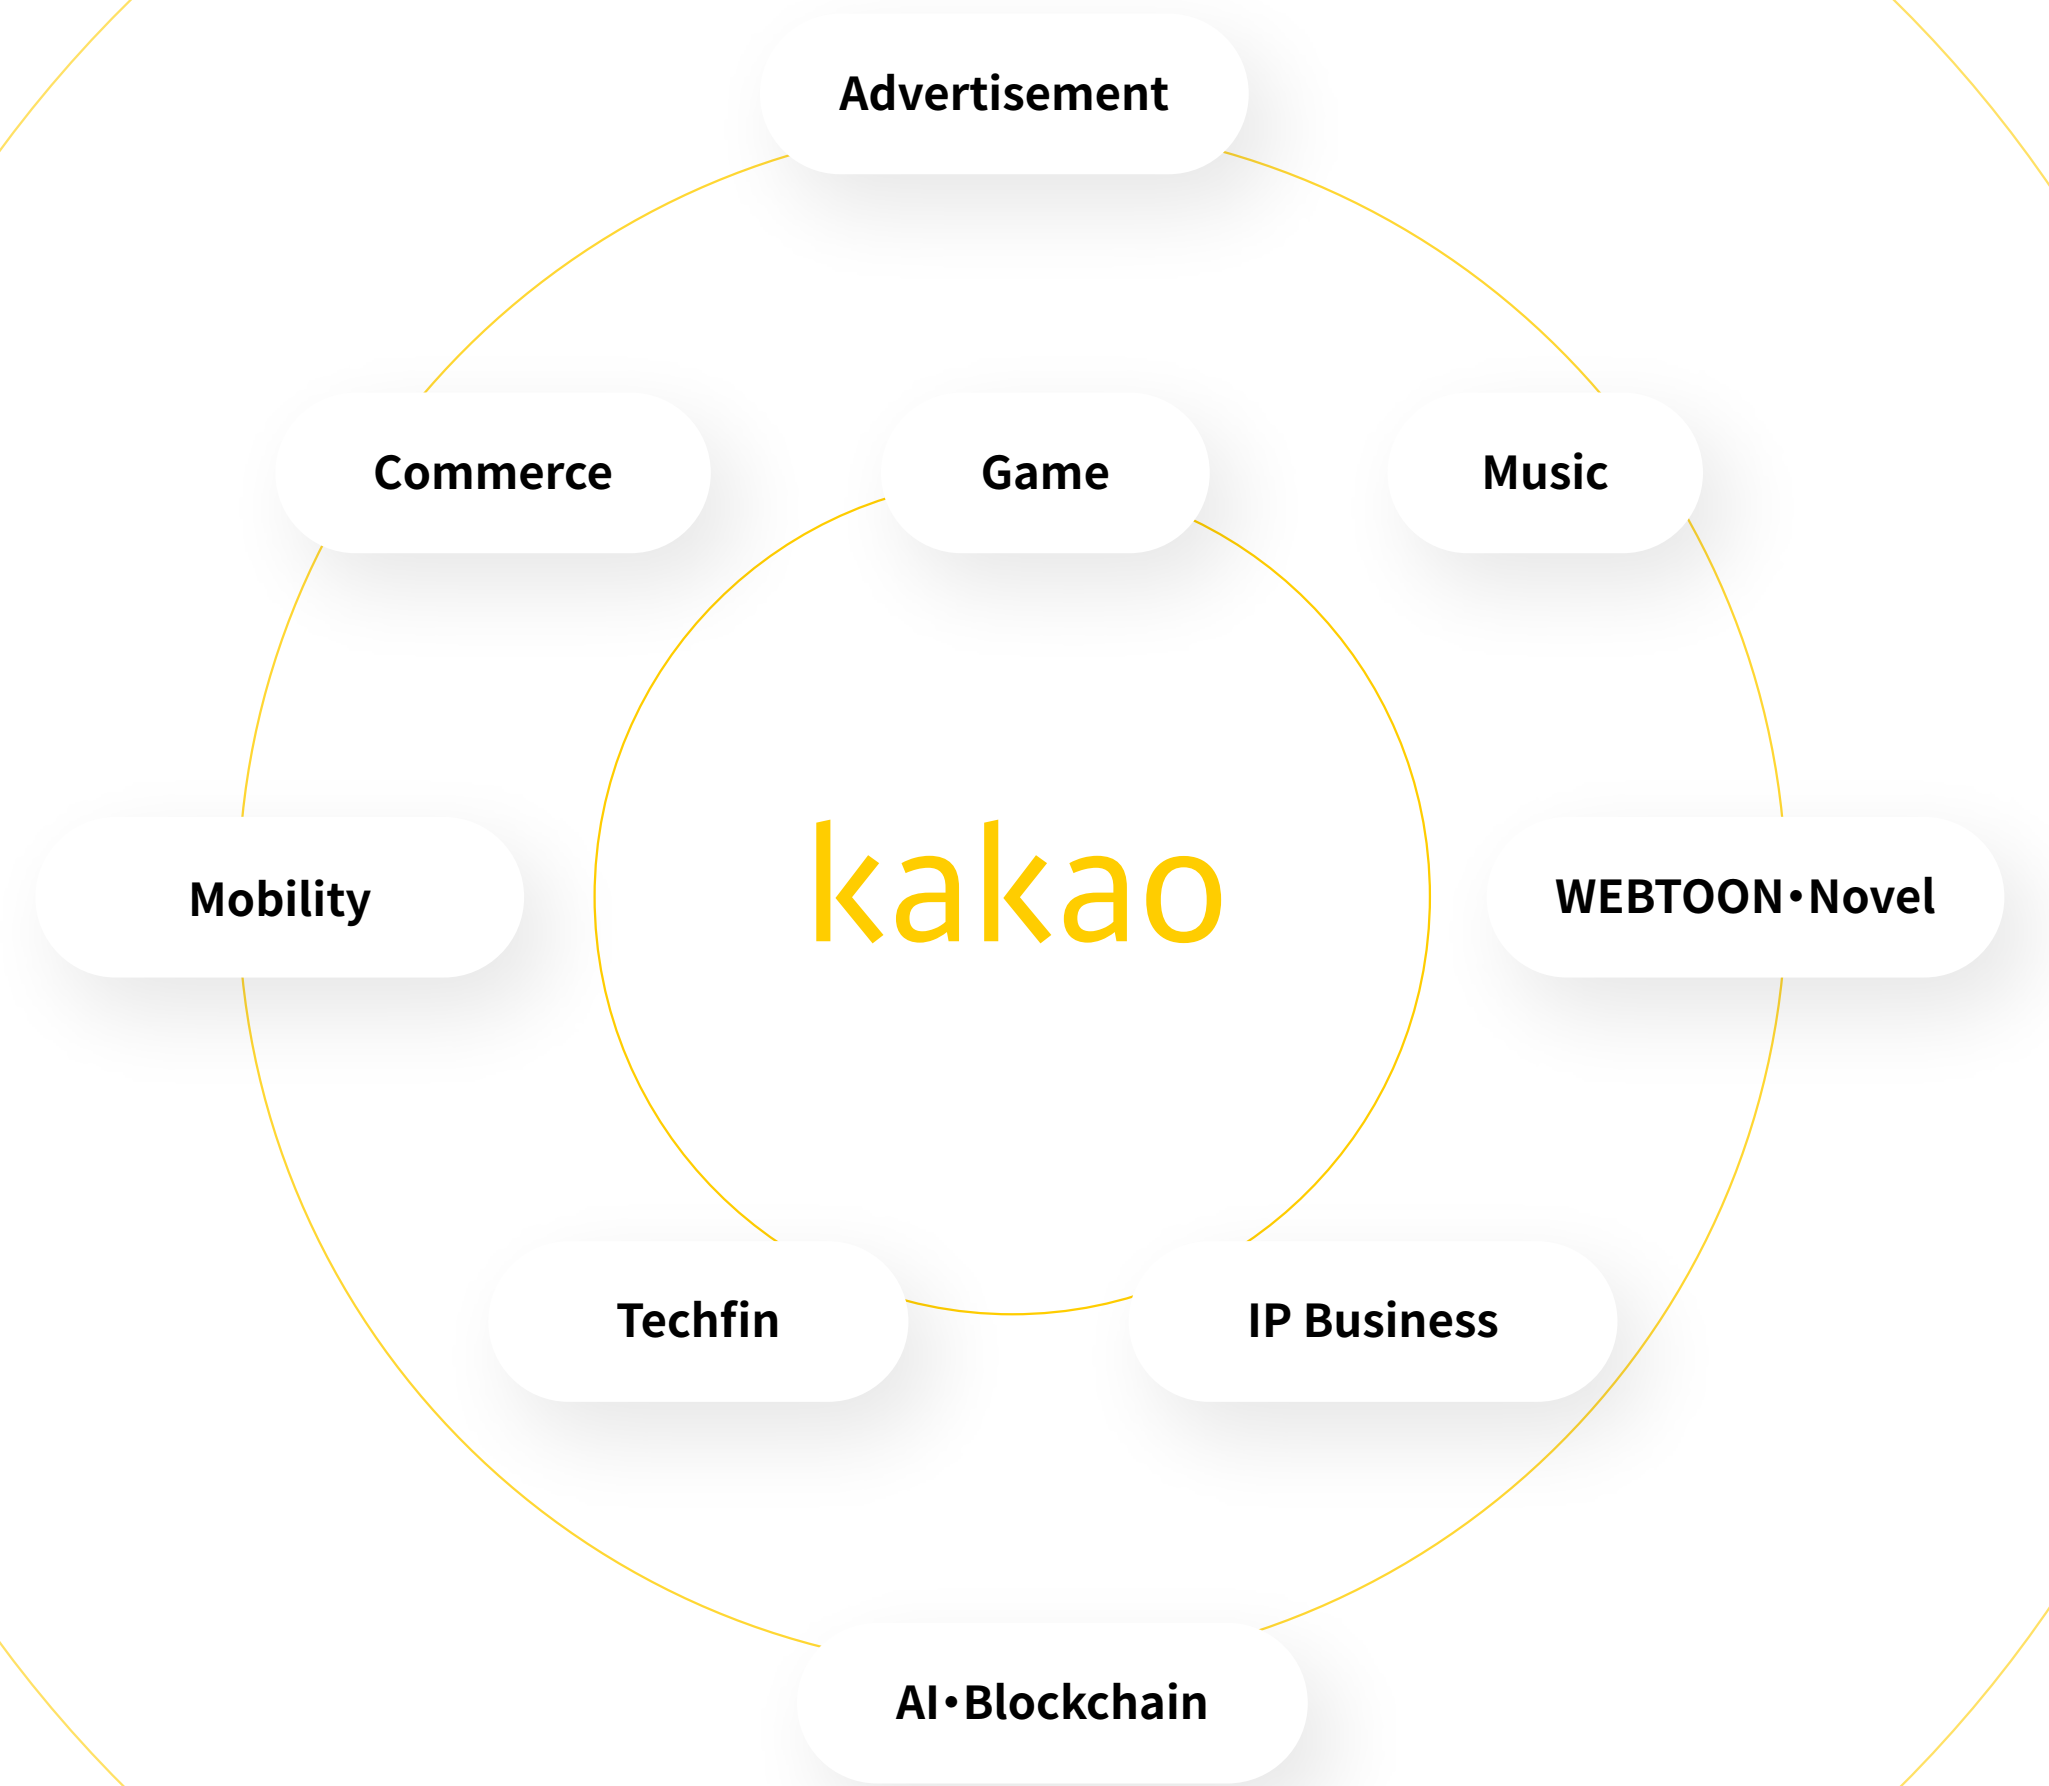 Advertisement
Commerce
Game
Music
kakao
Mobility
WEBTOON•Novel
Techfin
IP Business
AI•Blockchain